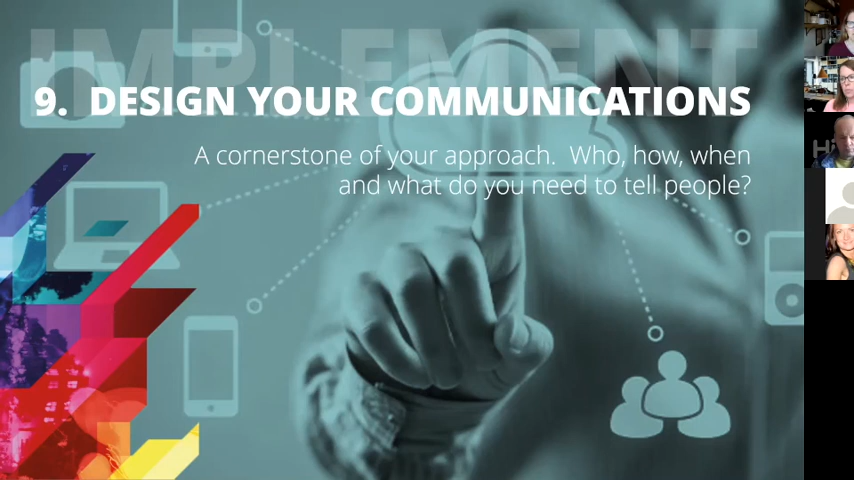 IMPLEMENT
9. DESIGN YOUR COMMUNICATIONS
A cornerstone of your approach. Who, how, when
and what do you need to tell people?